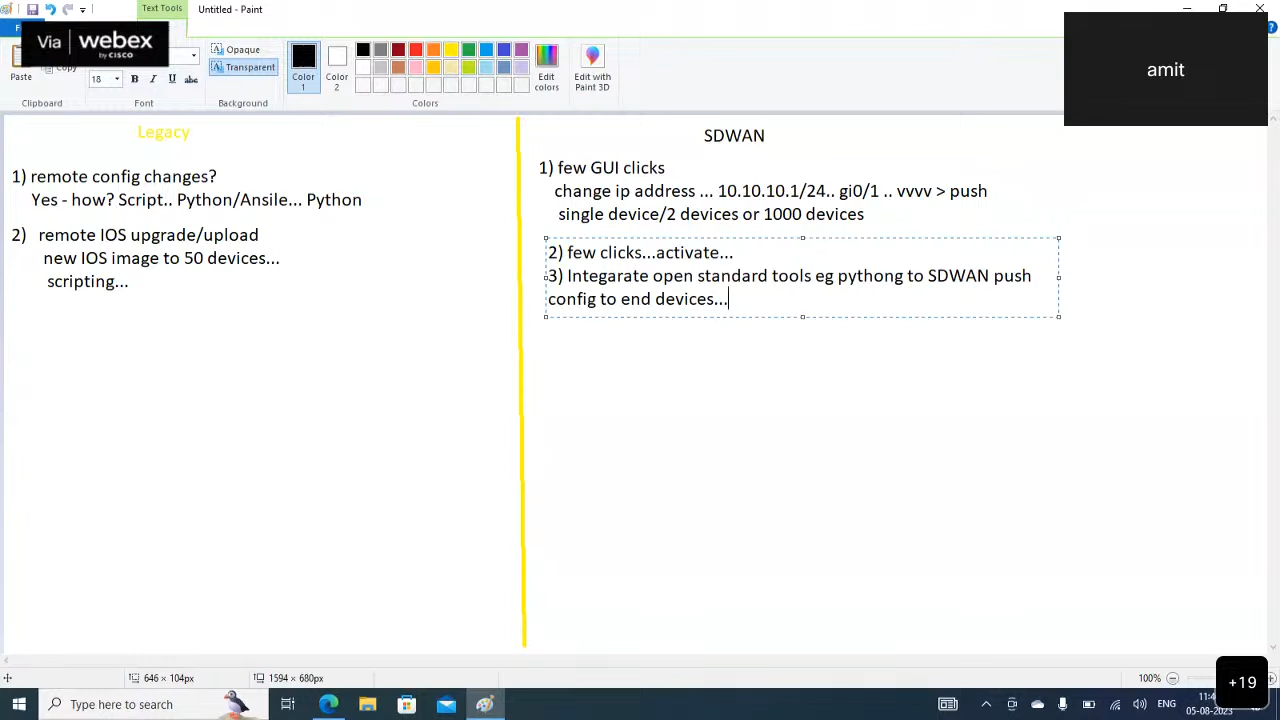 Text Tools
Untitled - Paint
Via webex
by CISCO
amit
Paste
Copy
18
B I U abc
Opaque
Transparent
Color 1
Color 2
Edit colors
Edit with Paint 3D
Clipboard
Font
Background
Colors
Legacy
1) remote config changes?
Yes - how? Script.. Python/Ansile... Python
2) remote IOS upgrade/upload
new IOS image to 50 devices...
scripting...
SDWAN
1) few GUI clicks
change ip address ... 10.10.10.1/24.. gi0/1 .. vvvv > push
single device/2 devices or 1000 devices
2) few clicks...activate...
3) Integarate open standard tools eg pythong to SDWAN push
config to end devices...
646 × 104px
1594 × 680px
100%
+19
Type here to search
ENG
05-08-2023